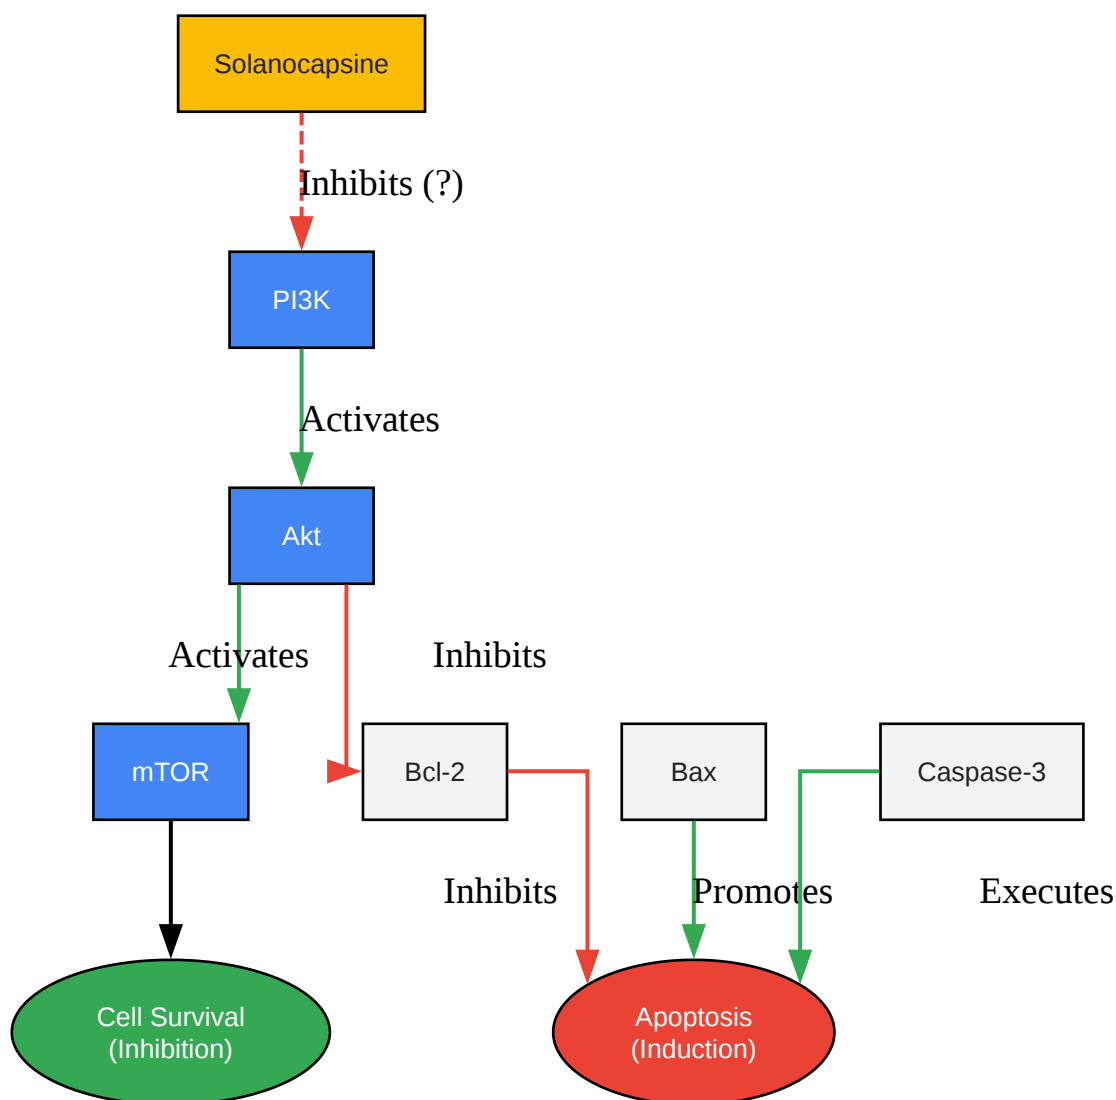 Solanocapsine
Inhibits (?)
PI3K
Activates
Akt
Activates
Inhibits
mTOR
Bcl-2
Bax
Caspase-3
Inhibits
Promotes
Executes
Cell Survival
(Inhibition)
Apoptosis
(Induction)